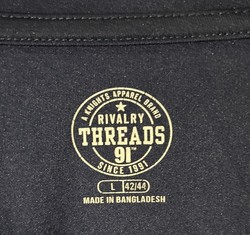 A KNIGHTS APPAREL BRAND
RIVALRY
THREADS
91™
SINCE 1991
L 42/44
MADE IN BANGLADESH